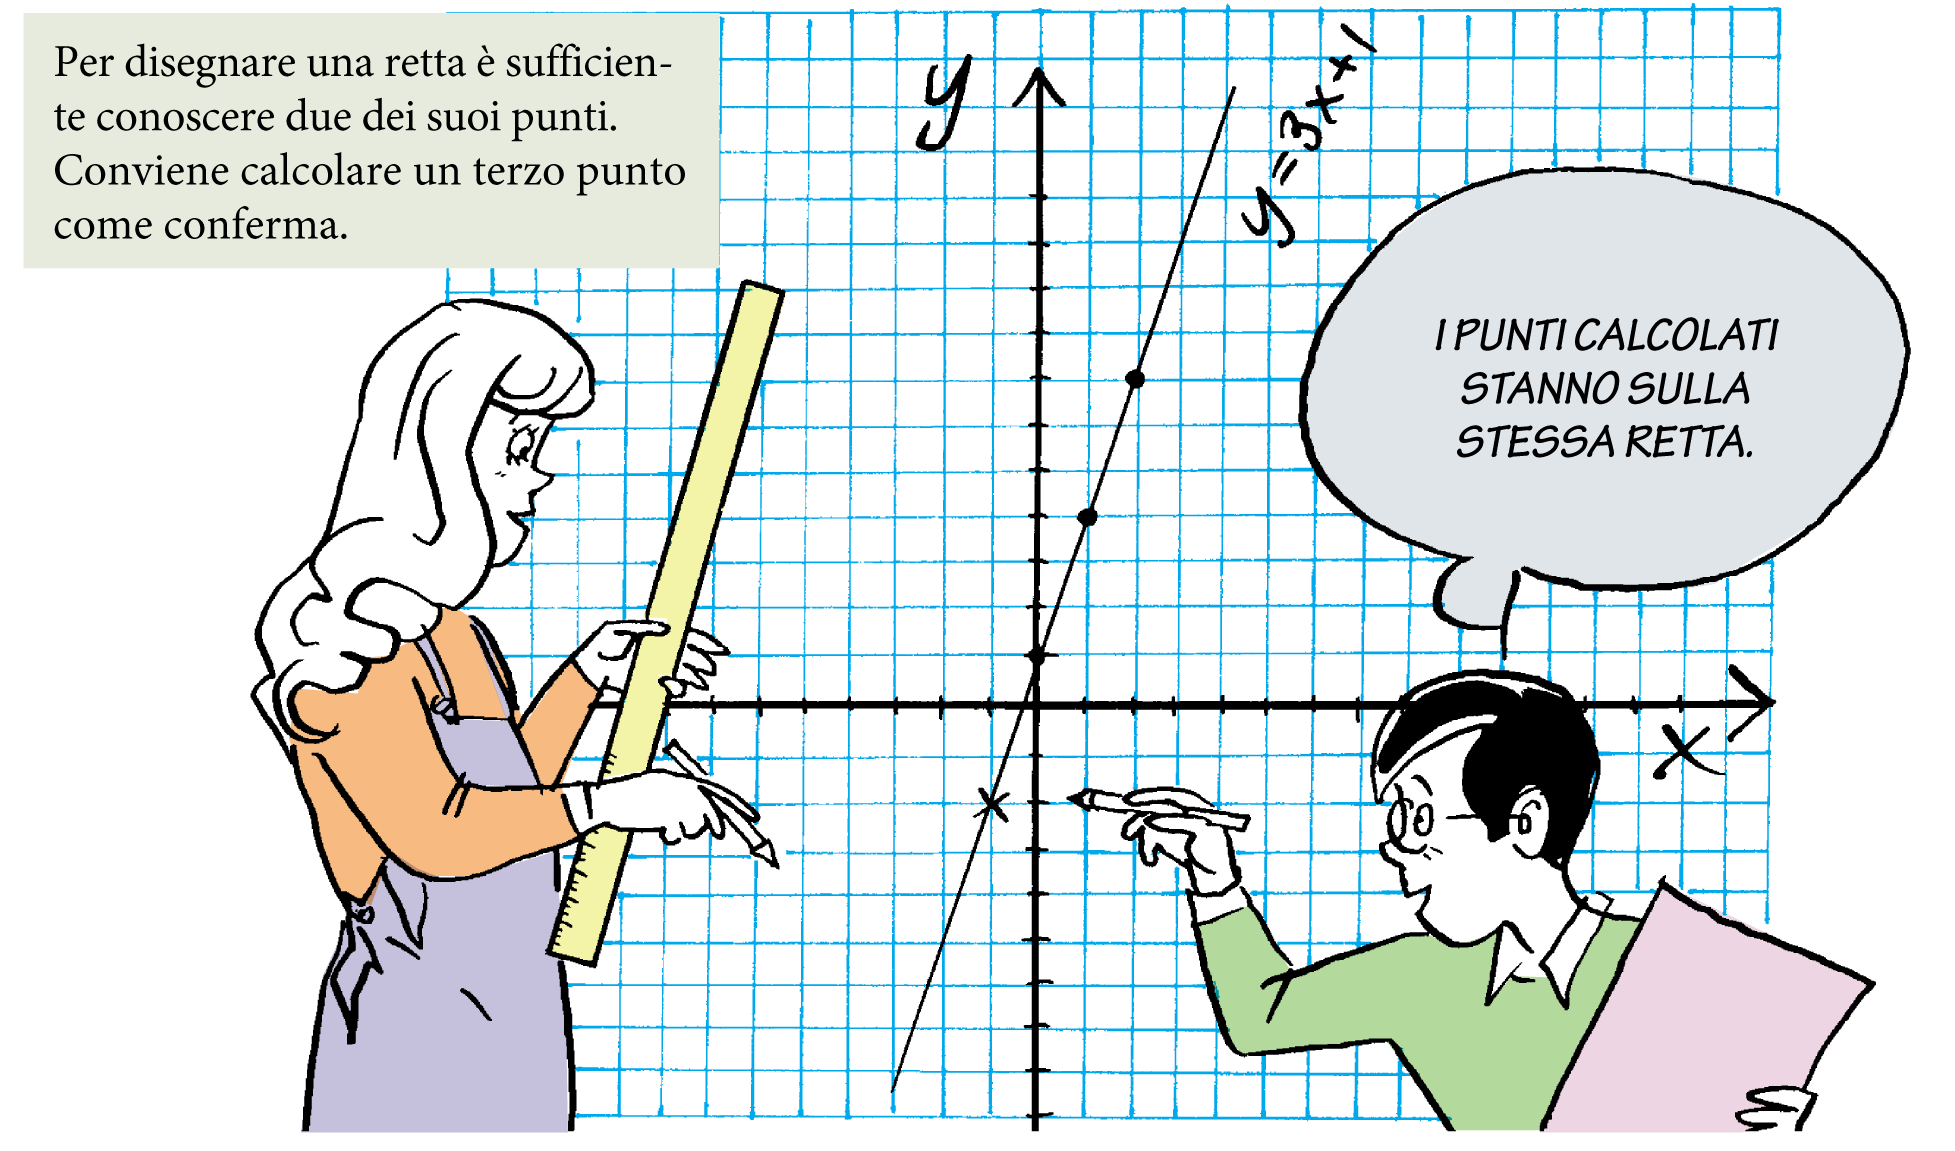 Per disegnare una retta è sufficien-
te conoscere due dei suoi punti.
Conviene calcolare un terzo punto
come conferma.
y
y=3x+1
I PUNTI CALCOLATI
STANNO SULLA
STESSA RETTA.
x